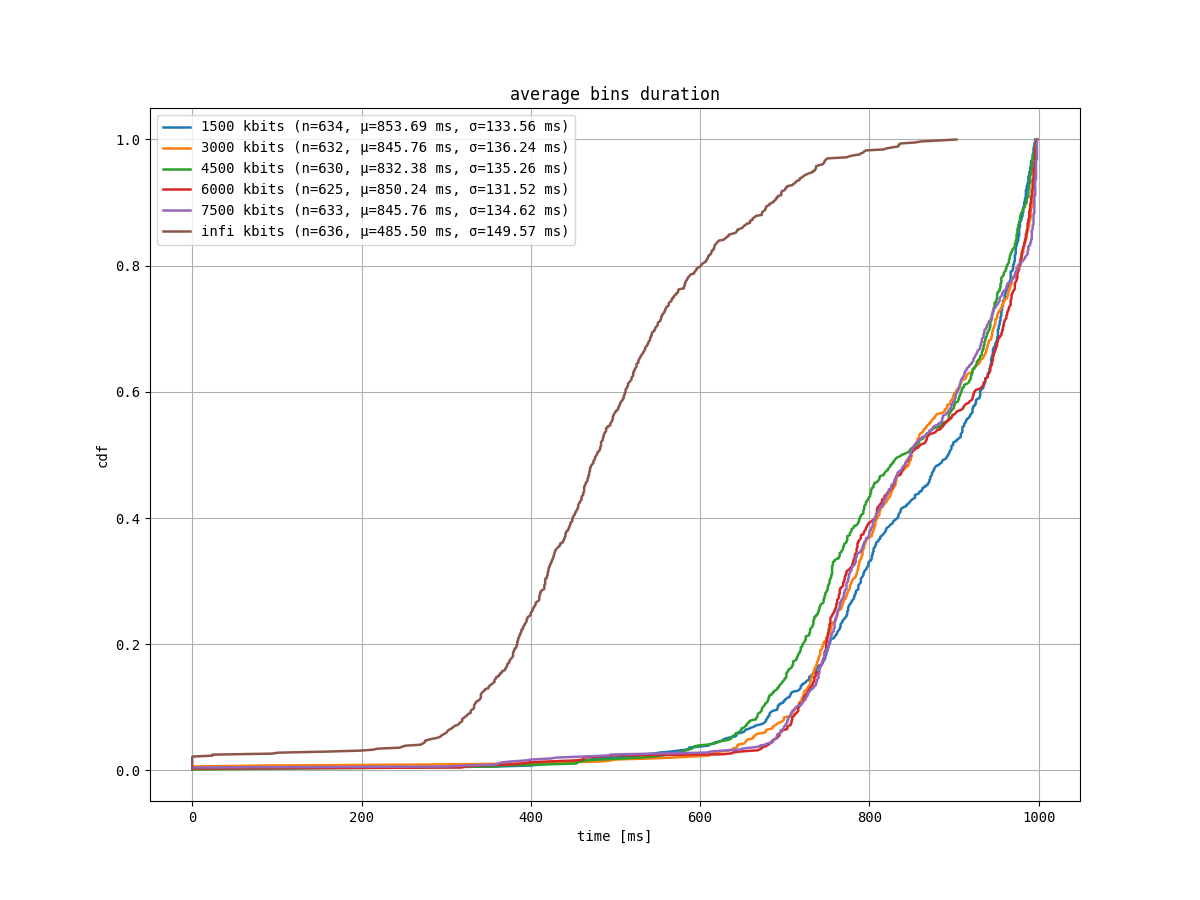 average bins duration
1500 kbits (n=634, μ=853.69 ms, σ=133.56 ms)
3000 kbits (n=632, μ=845.76 ms, σ=136.24 ms)
4500 kbits (n=630, μ=832.38 ms, σ=135.26 ms)
6000 kbits (n=625, μ=850.24 ms, σ=131.52 ms)
7500 kbits (n=633, μ=845.76 ms, σ=134.62 ms)
infi kbits (n=636, μ=485.50 ms, σ=149.57 ms)
1.0
0.8
0.6
0.4
0.2
0.0
cdf
0 200 400 600 800 1000
time [ms]